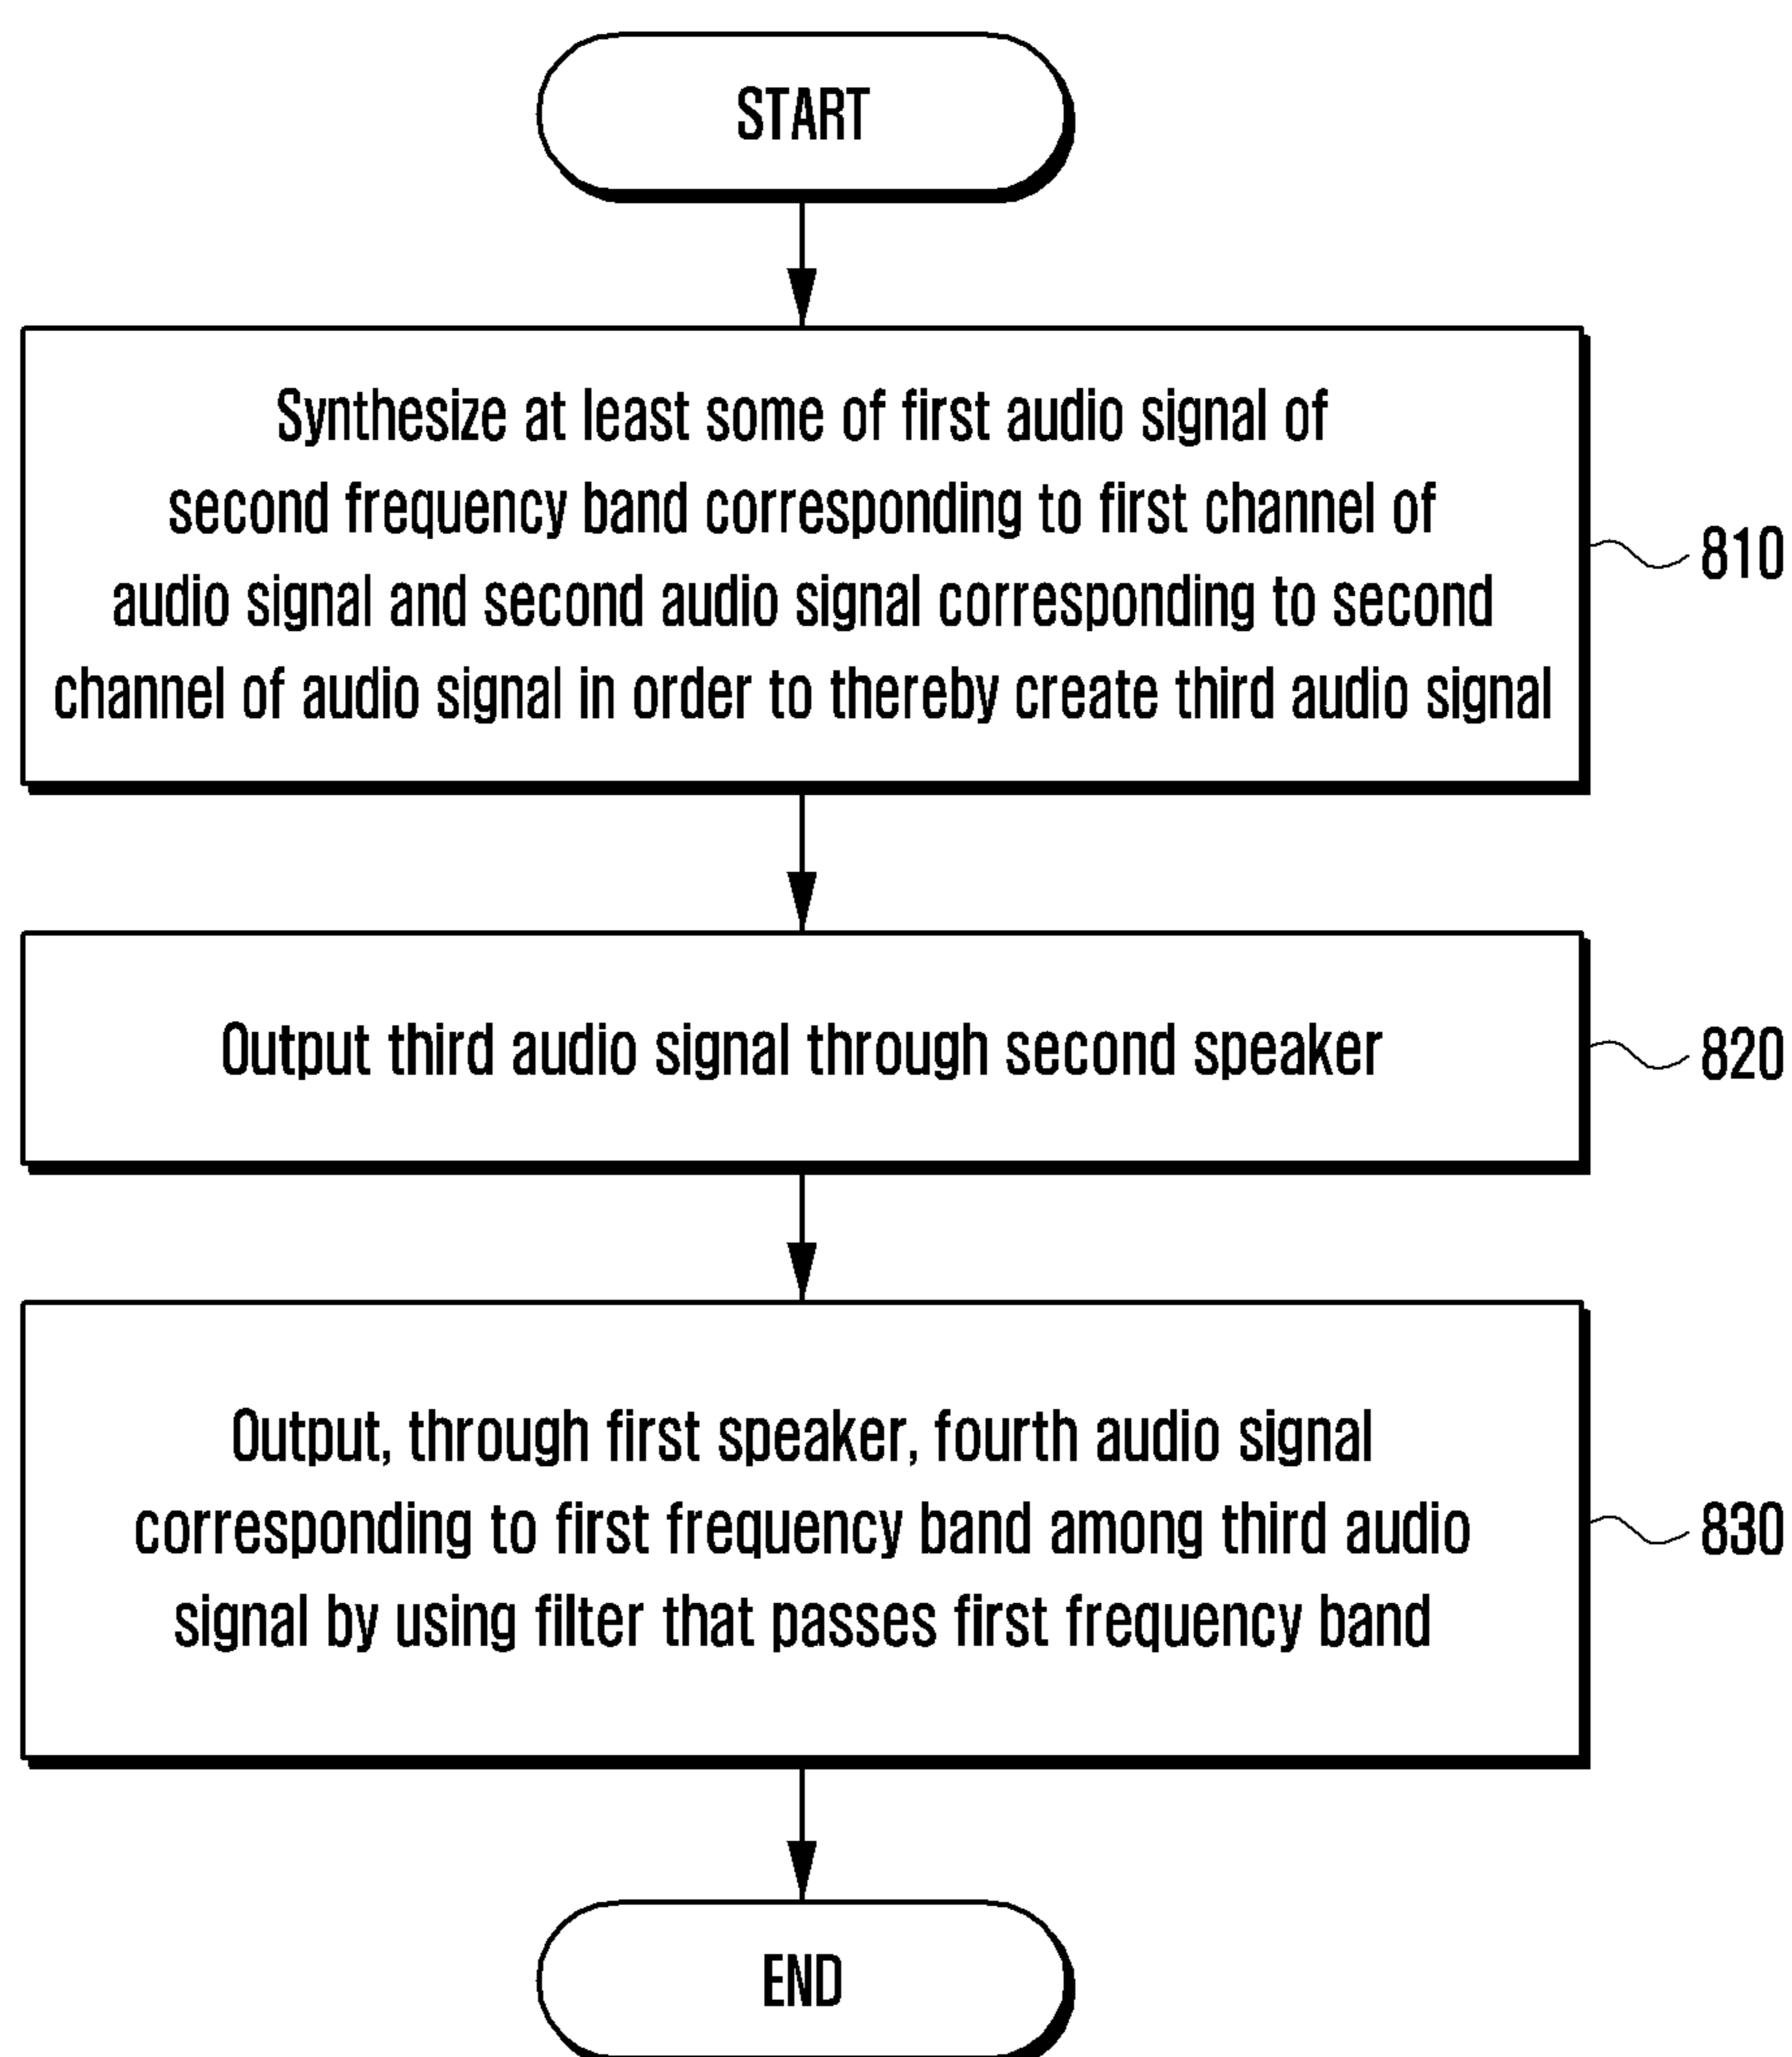 START
Synthesize at least some of first audio signal of
second frequency band corresponding to first channel of
audio signal and second audio signal corresponding to second
channel of audio signal in order to thereby create third audio signal
810
Output third audio signal through second speaker
820
Output, through first speaker, fourth audio signal
corresponding to first frequency band among third audio
signal by using filter that passes first frequency band
830
END